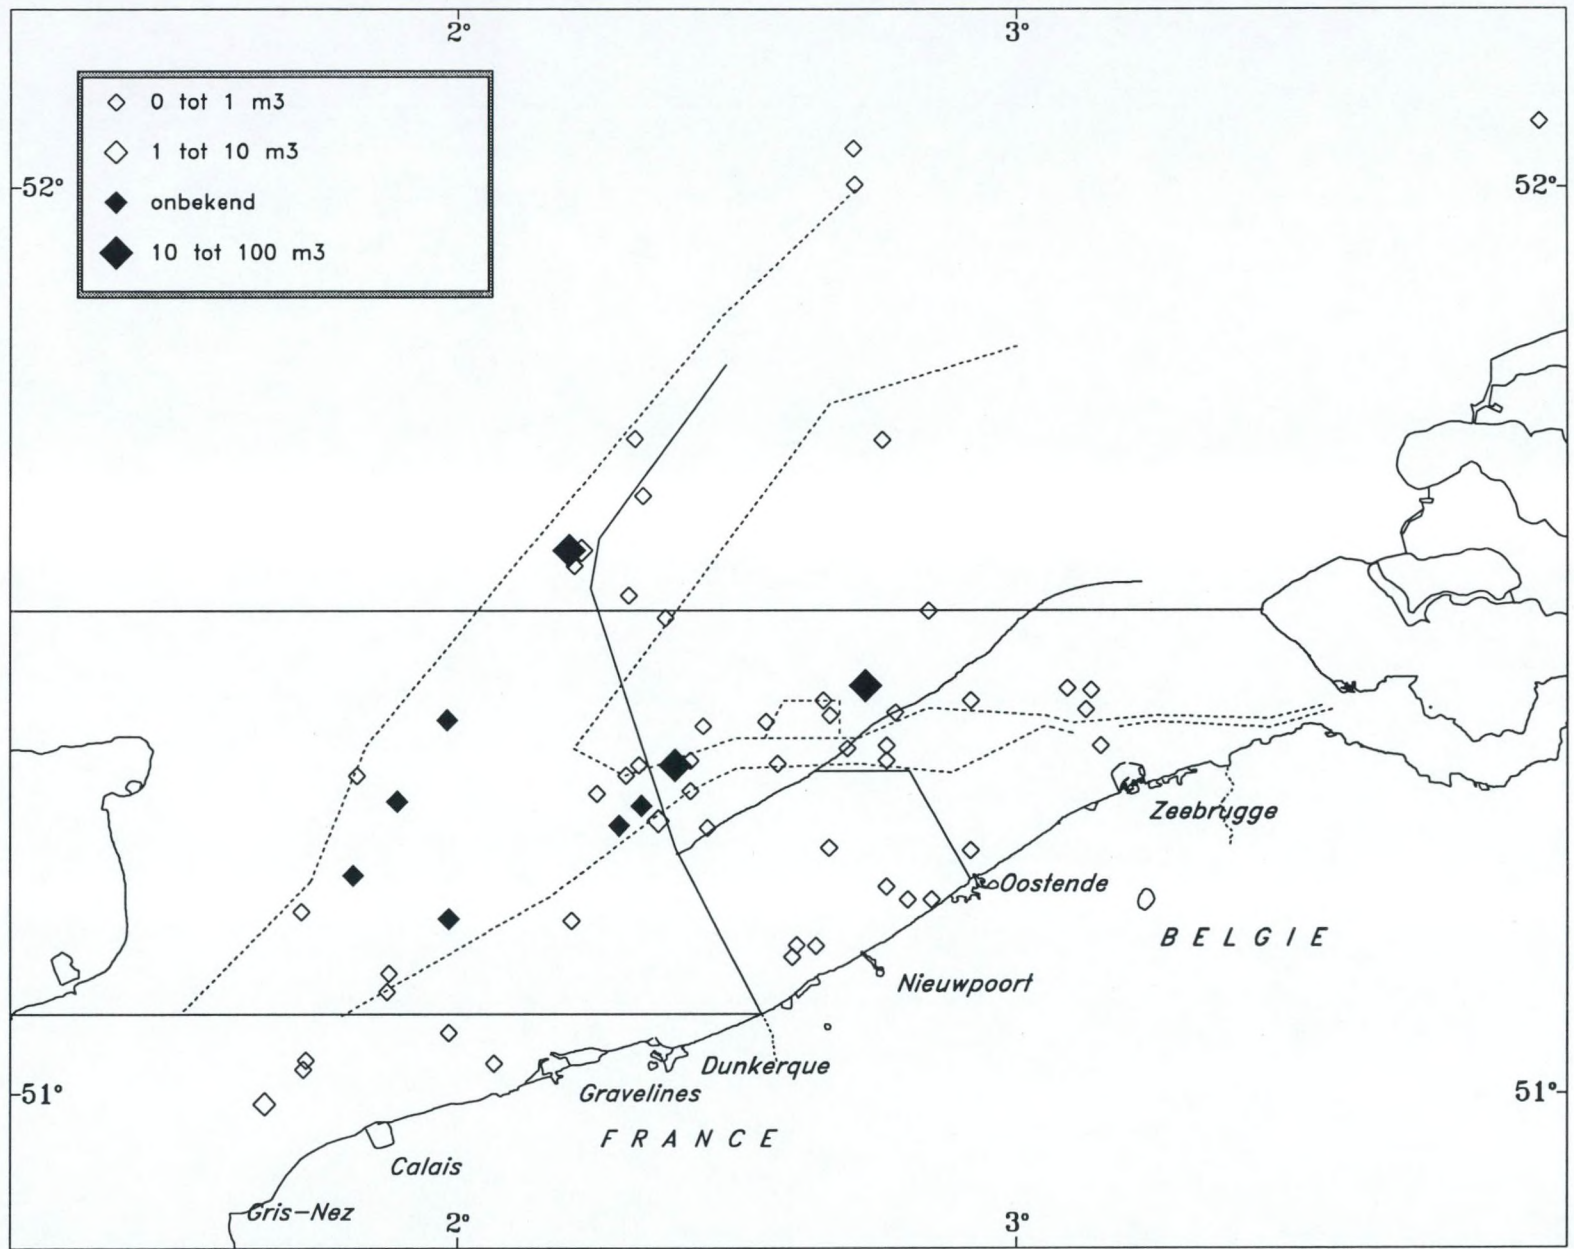 2° 3°
0 tot 1 m3
1 tot 10 m3
onbekend
10 tot 100 m3
52° 52°
Zeebrugge
Oostende
BELGIE
Nieuwpoort
Dunkerque
Gravelines
51° 51°
FRANCE
Calais
Gris-Nez
2° 3°